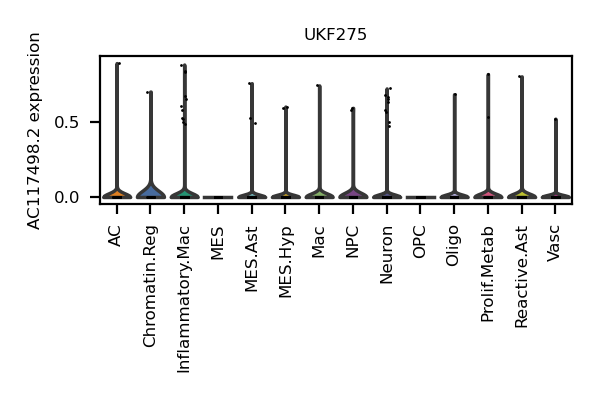 UKF275
AC117498.2 expression
0.5
0.0
AC
Chromatin.Reg
Inflammatory.Mac
MES
MES.Ast
MES.Hyp
Mac
NPC
Neuron
OPC
Oligo
Prolif.Metab
Reactive.Ast
Vasc